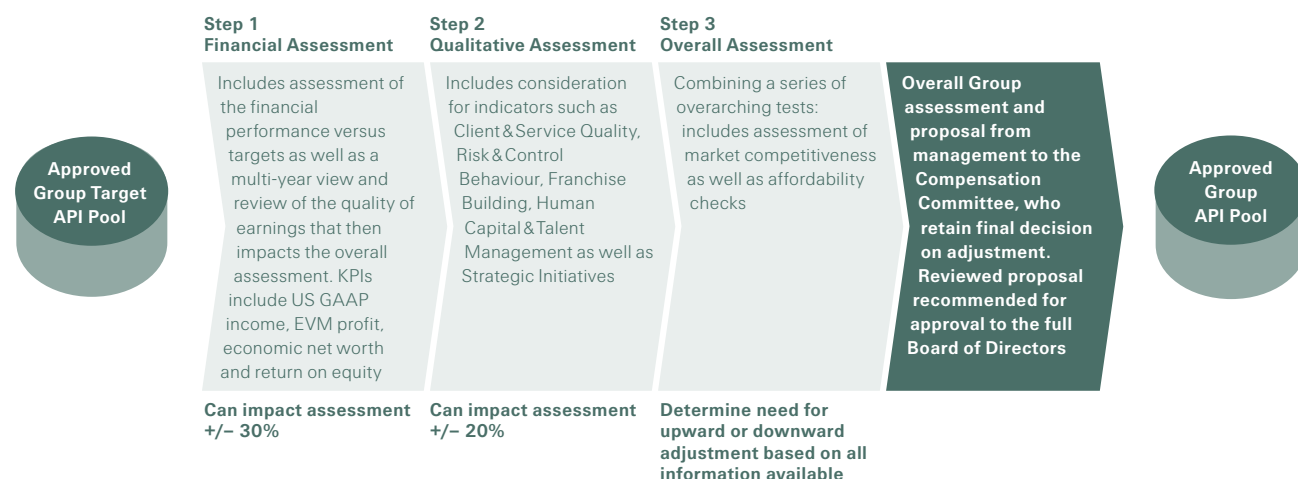 Approved
Group Target
API Pool
Step 1
Financial Assessment
Includes assessment of
the financial
performance versus
targets as well as a
multi-year view and
review of the quality of
earnings that then
impacts the overall
assessment. KPIs
include US GAAP
income, EVM profit,
economic net worth
and return on equity
Can impact assessment
+/– 30%
Step 2
Qualitative Assessment
Includes consideration
for indicators such as
Client & Service Quality,
Risk & Control
Behaviour, Franchise
Building, Human
Capital & Talent
Management as well as
Strategic Initiatives
Can impact assessment
+/– 20%
Step 3
Overall Assessment
Combining a series of
overarching tests:
includes assessment of
market competitiveness
as well as affordability
checks
Determine need for
upward or downward
adjustment based on all
information available
Overall Group
assessment and
proposal from
management to the
Compensation
Committee, who
retain final decision
on adjustment.
Reviewed proposal
recommended for
approval to the full
Board of Directors
Approved
Group
API Pool